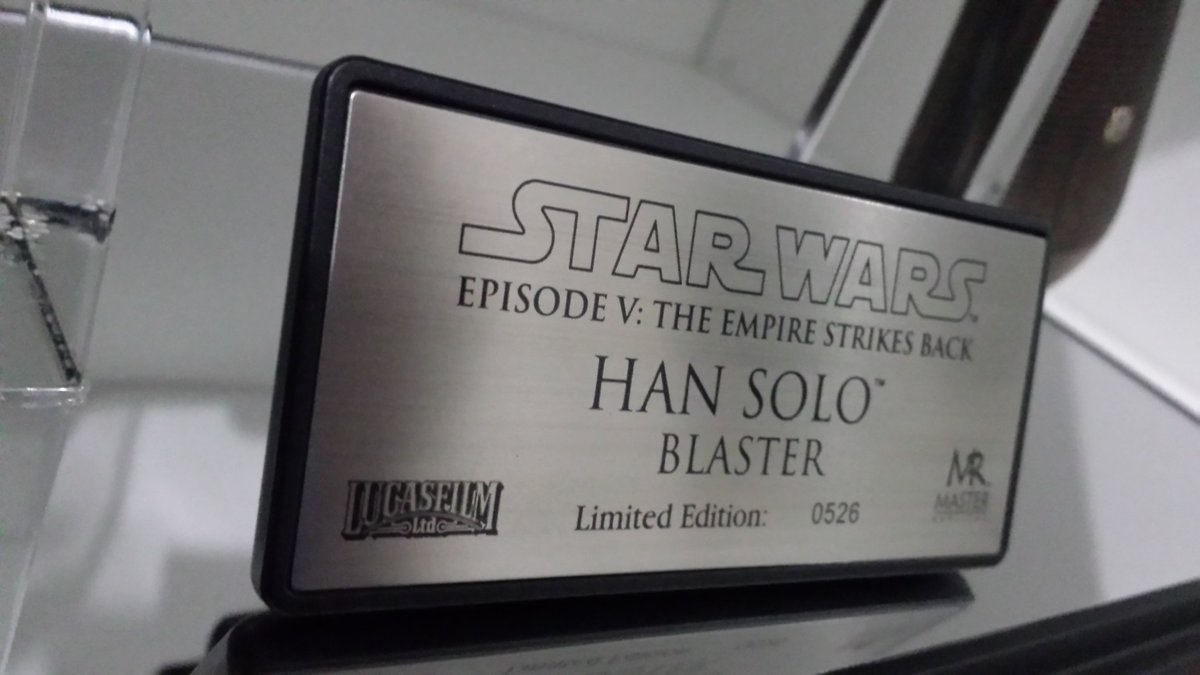 STAR WARS
EPISODE V: THE EMPIRE STRIKES BACK
HAN SOLO™
BLASTER
Limited Edition: 0526
LUCASFILM
Ltd
MR
MASTER